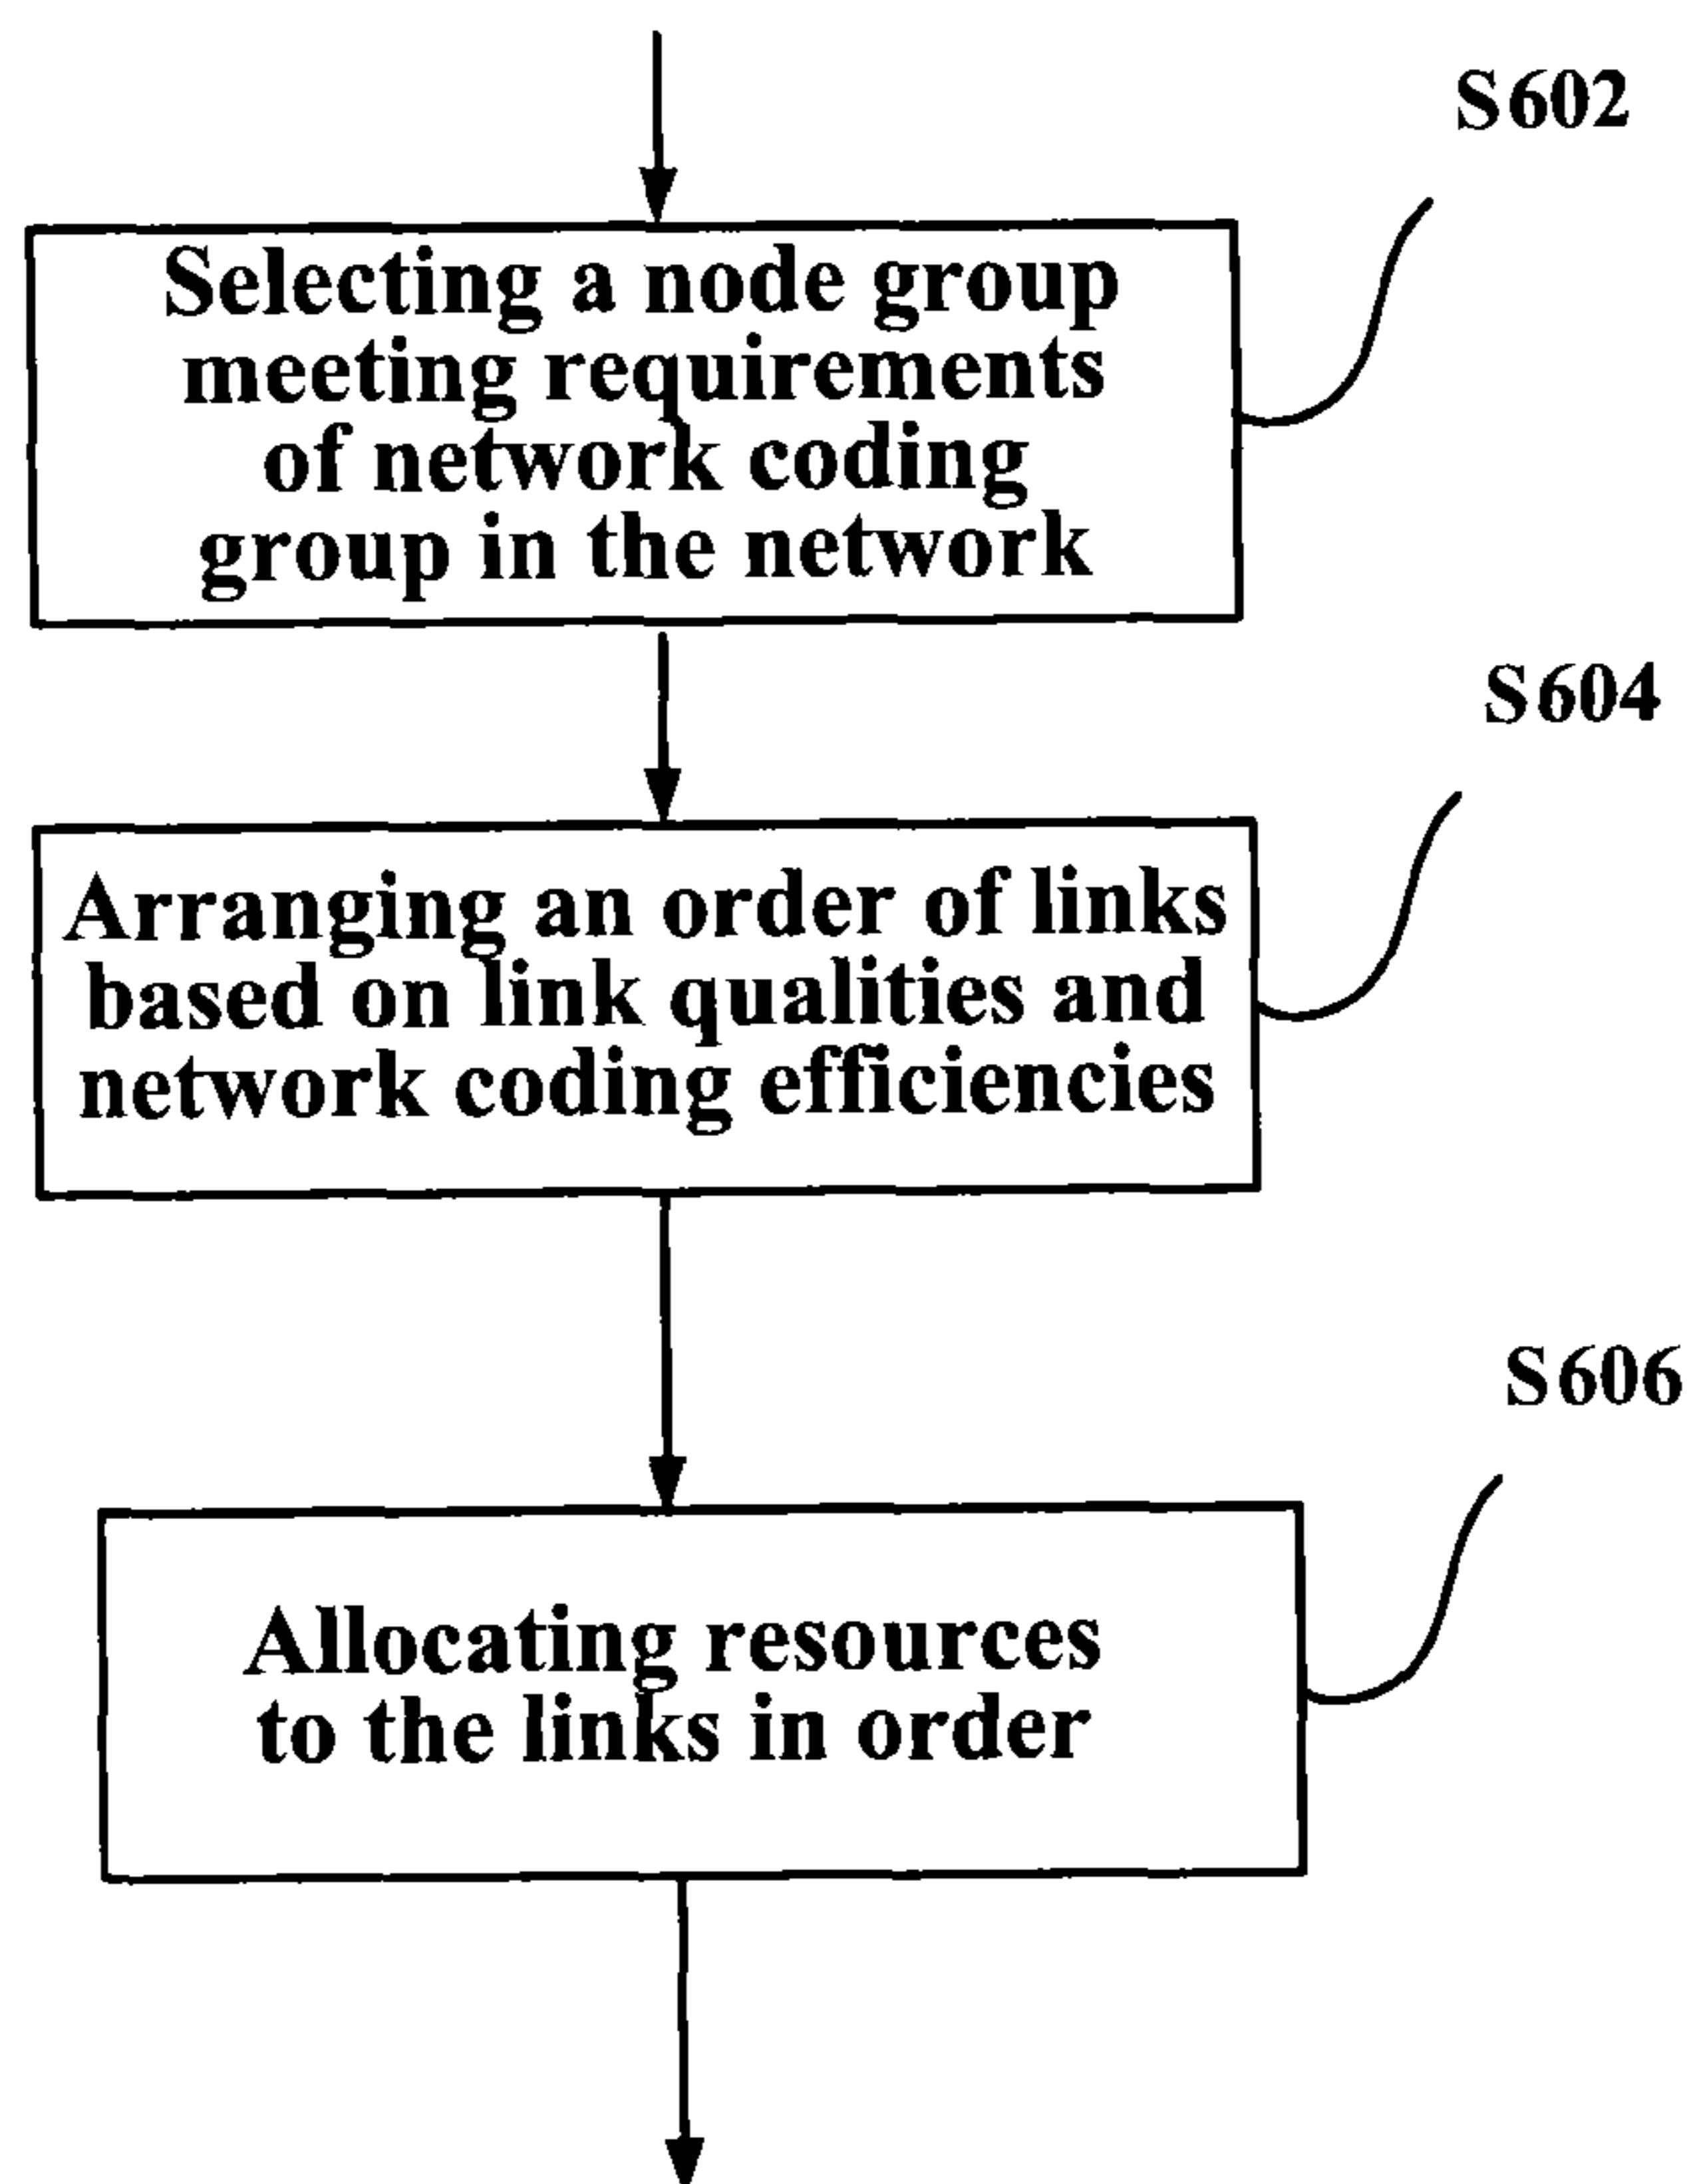 S602
Selecting a node group
meeting requirements
of network coding
group in the network
S604
Arranging an order of links
based on link qualities and
network coding efficiencies
S606
Allocating resources
to the links in order